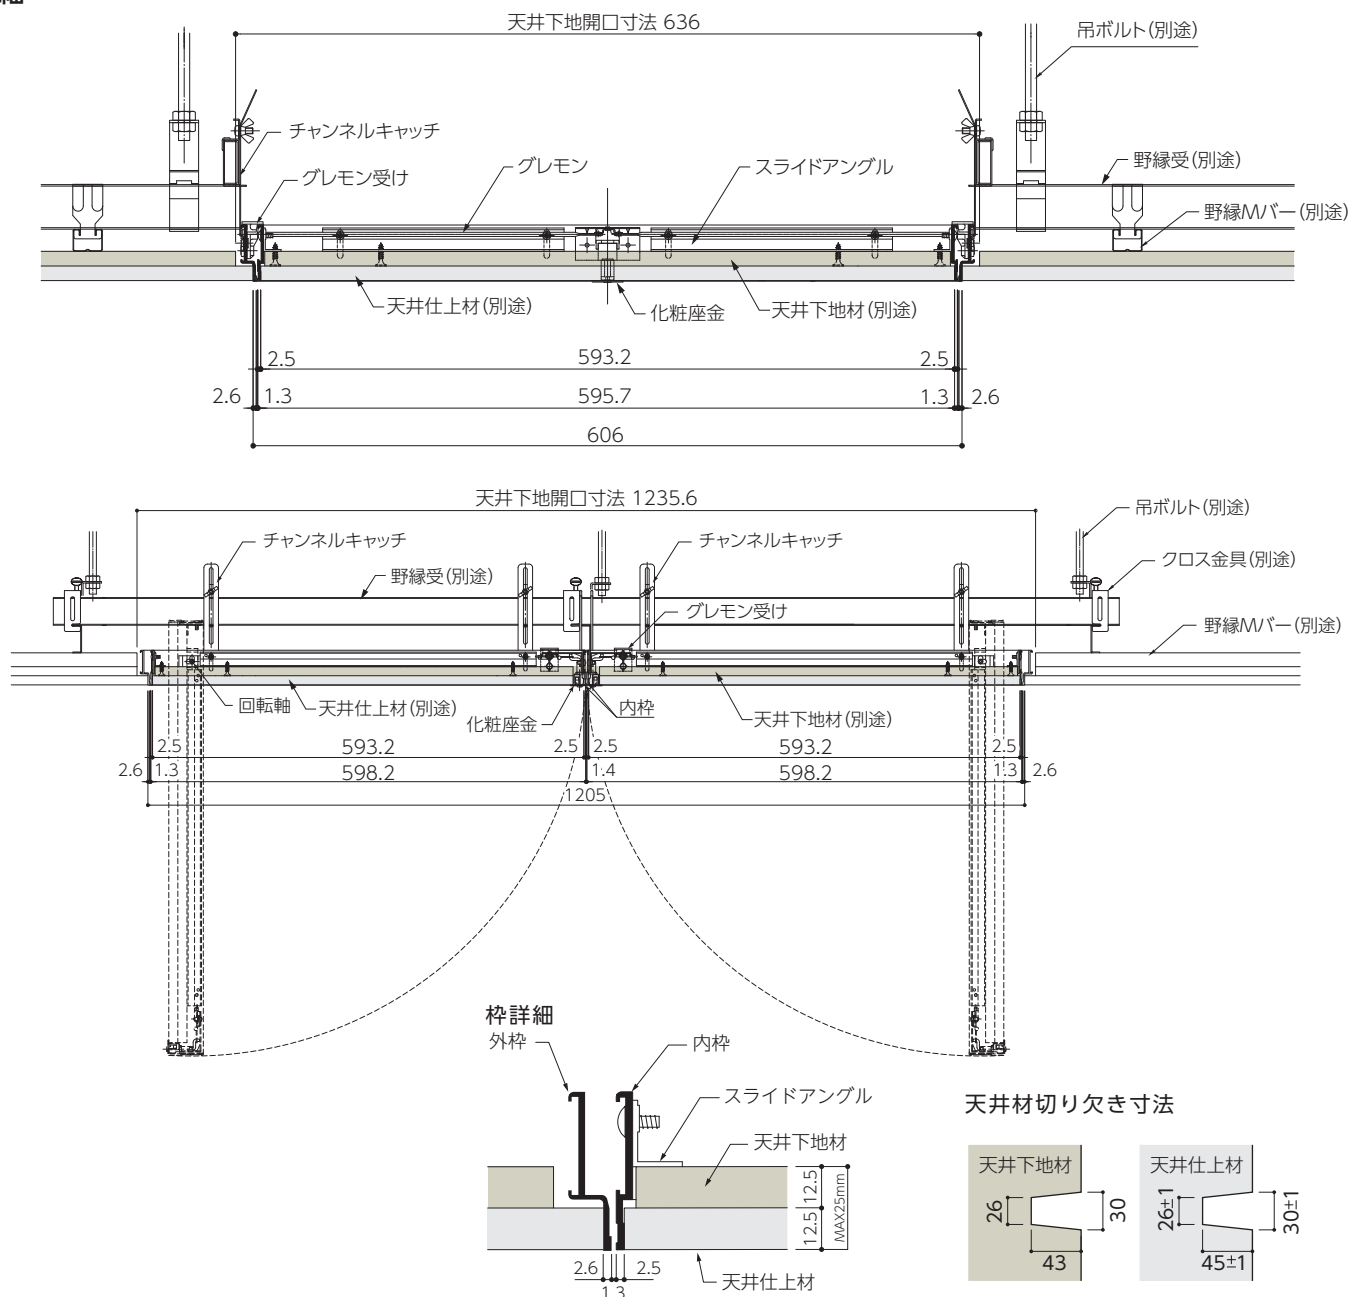 天井下地開口寸法 636
吊ボルト(別途)
チャンネルキャッチ
グレモン受け
グレモン
スライドアングル
野縁受(別途)
野縁Mバー(別途)
天井仕上材(別途)
化粧座金
天井下地材(別途)
2.5
593.2
2.5
2.6
1.3
595.7
1.3
2.6
606
天井下地開口寸法 1235.6
吊ボルト(別途)
チャンネルキャッチ
チャンネルキャッチ
クロス金具(別途)
野縁受(別途)
グレモン受け
野縁Mバー(別途)
回転軸
天井仕上材(別途)
化粧座金
内枠
天井下地材(別途)
2.5
593.2
2.5
2.5
593.2
2.5
2.6
1.3
598.2
1.4
598.2
1.3
2.6
1205
枠詳細
外枠
内枠
スライドアングル
天井下地材
12.5
12.5
MAX25mm
2.6
2.5
1.3
天井仕上材
天井材切り欠き寸法
天井下地材
26
30
43
天井仕上材
26±1
30±1
45±1